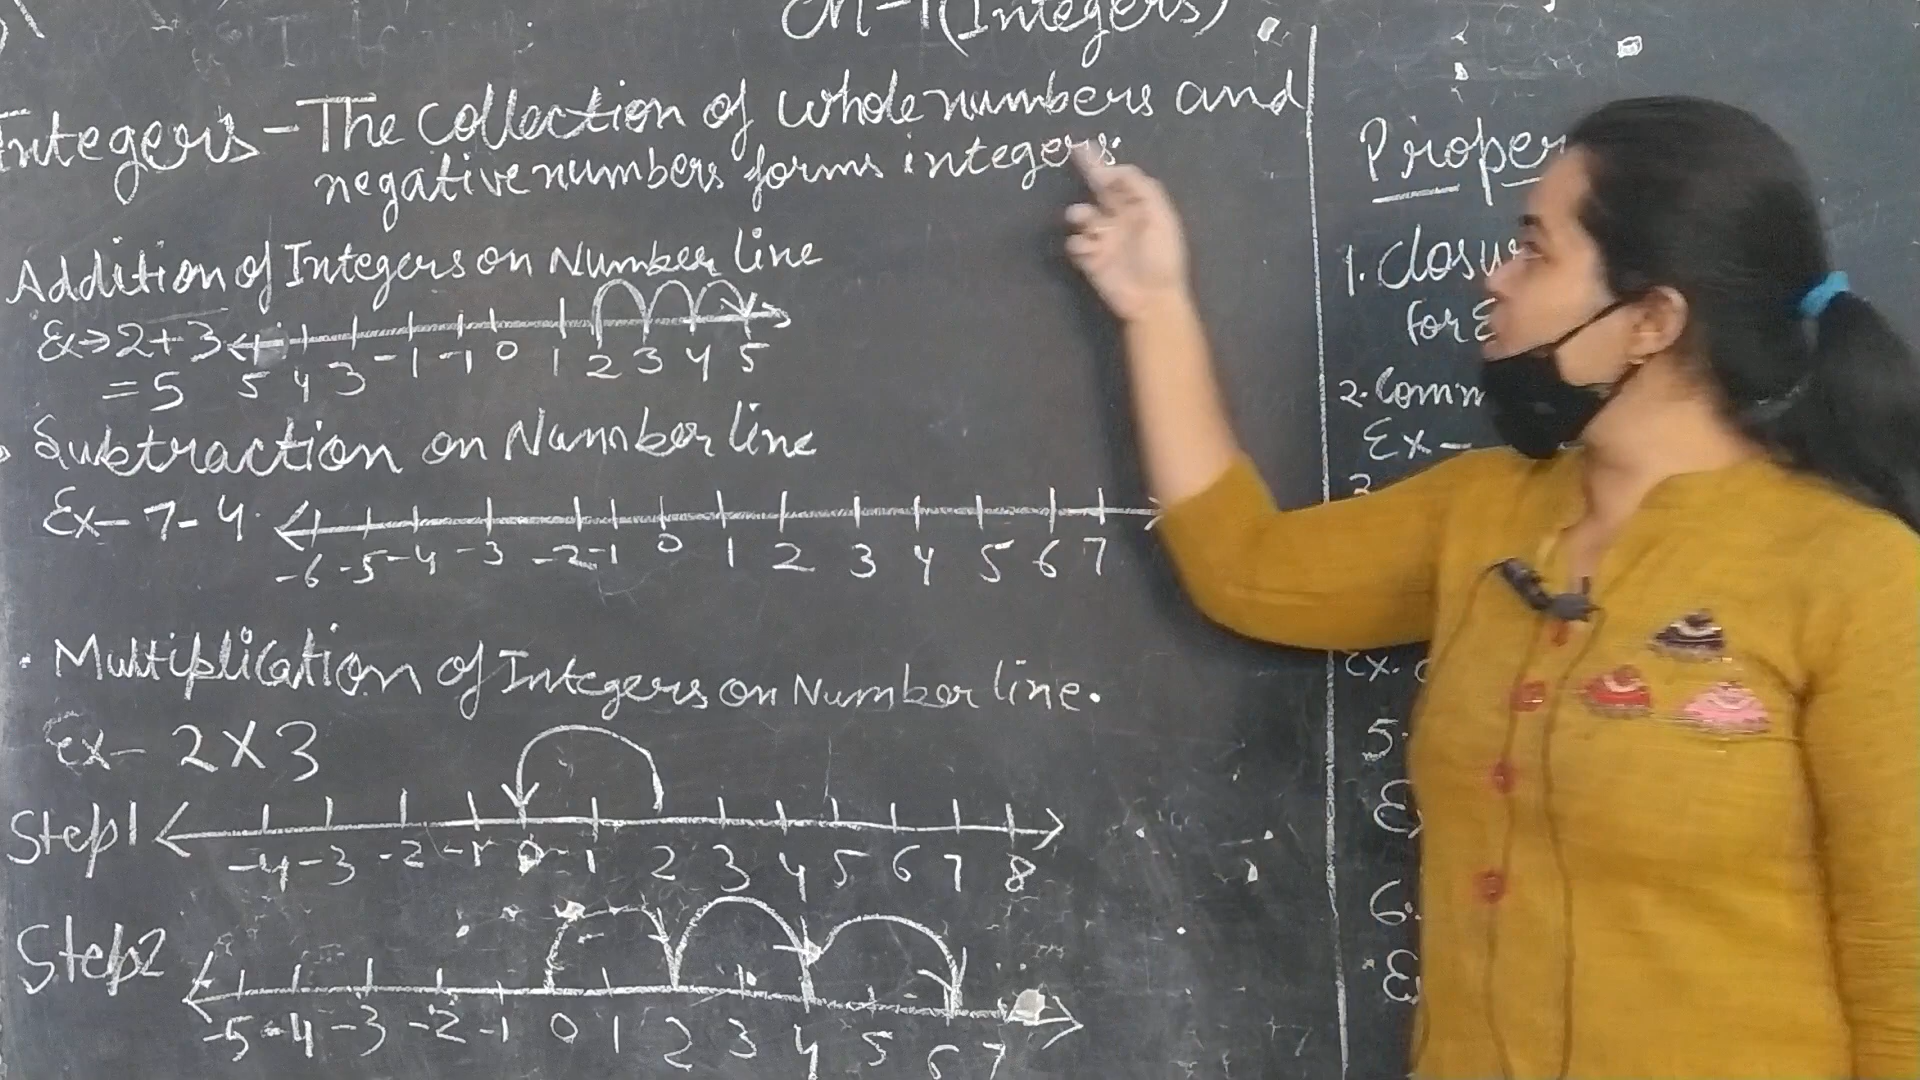 CH-1 (Integers)
Integers - The collection of whole numbers and
negative numbers forms integers.
Addition of Integers on Number line
Ex → 2 + 3
= 5
5 4 3 -1 -1 0 1 2 3 4 5
Subtraction on Number line
Ex - 7 - 4
-6 -5 -4 -3 -2 -1 0 1 2 3 4 5 6 7
Multiplication of Integers on Number line.
Ex - 2 X 3
Step1
-4 -3 -2 -1 0 1 2 3 4 5 6 7 8
Step2
-5 -4 -3 -2 -1 0 1 2 3 4 5 6 7
Proper
1. Closu
for E
2. Comm
Ex -
3
Ex.
5.
Ex
6.
Ex